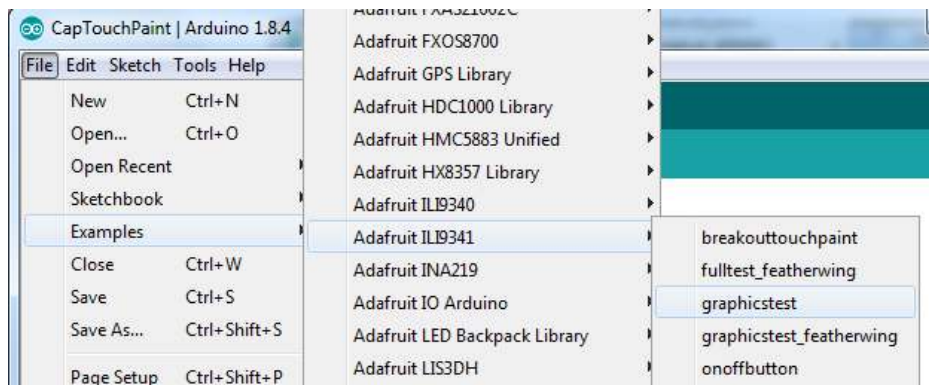 CapTouchPaint | Arduino 1.8.4
File Edit Sketch Tools Help
New Ctrl+N
Open... Ctrl+O
Open Recent
Sketchbook
Examples
Close Ctrl+W
Save Ctrl+S
Save As... Ctrl+Shift+S
Page Setup Ctrl+Shift+P
Adafruit FXAS21002C
Adafruit FXOS8700
Adafruit GPS Library
Adafruit HDC1000 Library
Adafruit HMC5883 Unified
Adafruit HX8357 Library
Adafruit ILI9340
Adafruit ILI9341
Adafruit INA219
Adafruit IO Arduino
Adafruit LED Backpack Library
Adafruit LIS3DH
breakouttouchpaint
fulltest_featherwing
graphicstest
graphicstest_featherwing
onoffbutton